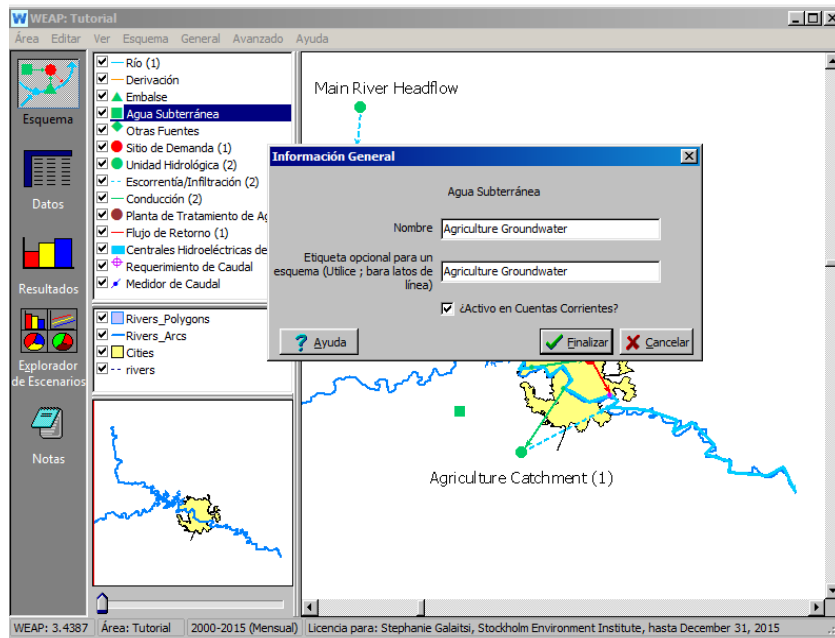 WEAP: Tutorial
Área Editar Ver Esquema General Avanzado Ayuda
Esquema
Datos
Resultados
Explorador
de Escenarios
Notas
Río (1)
Derivación
Embalse
Agua Subterránea
Otras Fuentes
Sitio de Demanda (1)
Unidad Hidrológica (2)
Escorrentía/Infiltración (2)
Conducción (2)
Planta de Tratamiento de Ag
Flujo de Retorno (1)
Centrales Hidroeléctricas de
Requerimiento de Caudal
Medidor de Caudal
Rivers_Polygons
Rivers_Arcs
Cities
rivers
Main River Headflow
Información General
Agua Subterránea
Nombre Agriculture Groundwater
Etiqueta opcional para un
esquema (Utilice ; bara latos de
línea)
Agriculture Groundwater
¿Activo en Cuentas Corrientes?
Ayuda Finalizar Cancelar
Agriculture Catchment (1)
WEAP: 3.4387 Área: Tutorial 2000-2015 (Mensual) Licencia para: Stephanie Galaitsi, Stockholm Environment Institute, hasta December 31, 2015